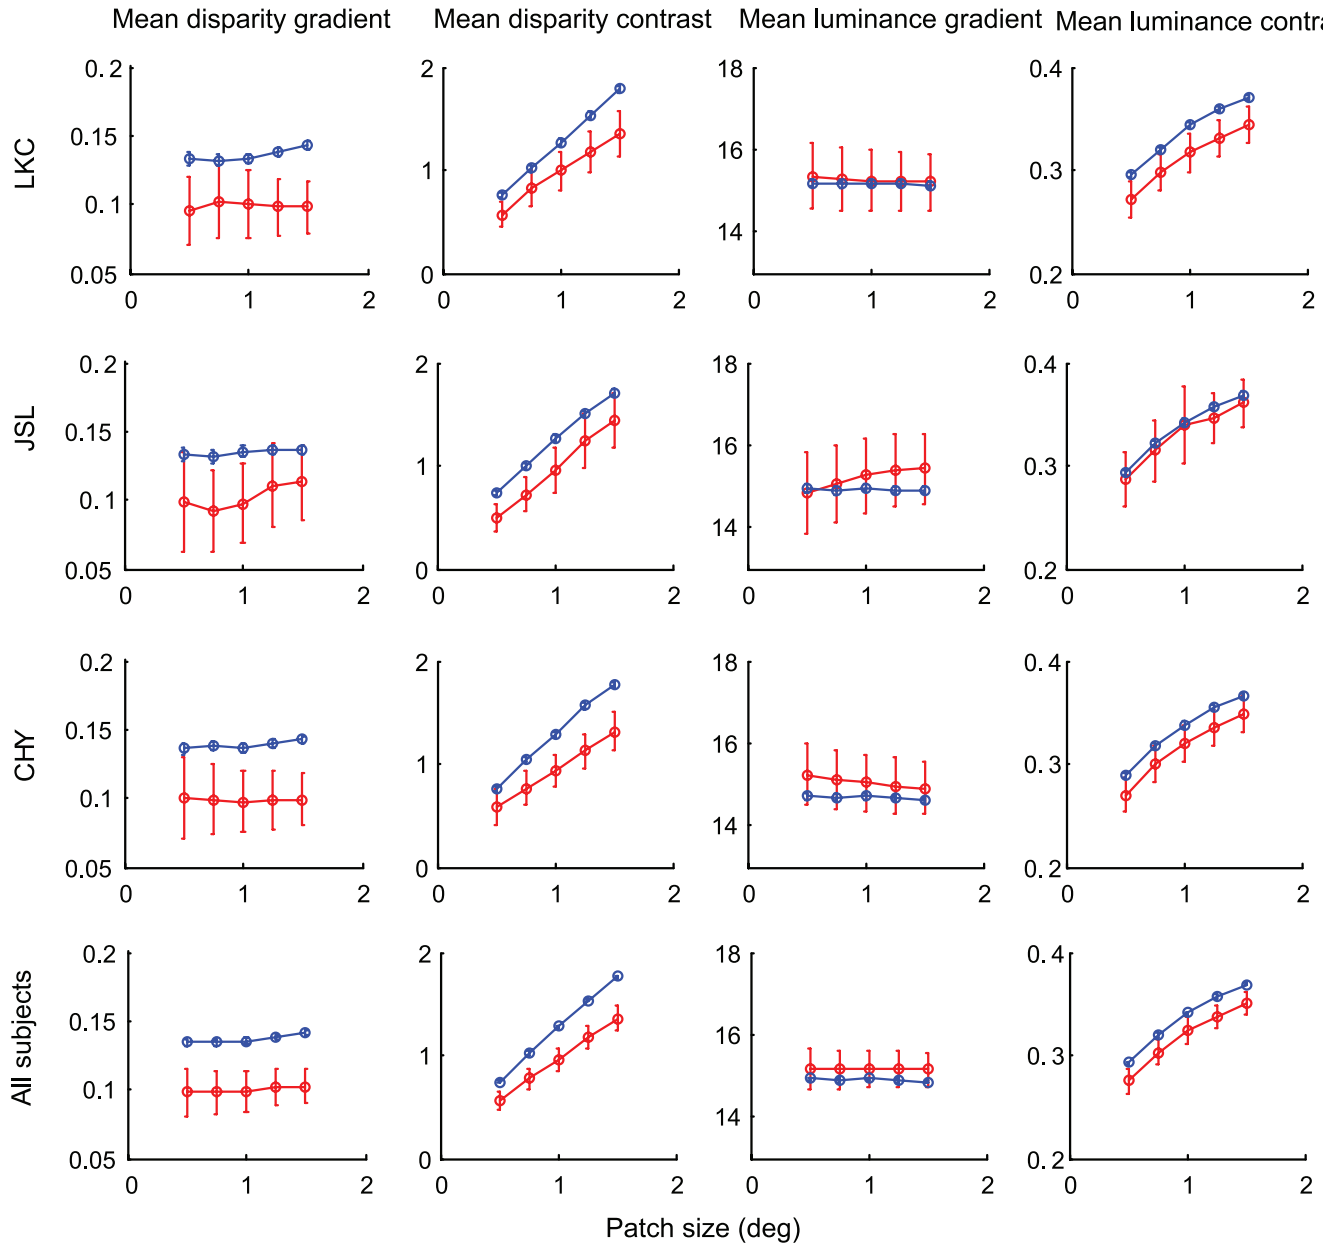 Mean disparity gradient Mean disparity contrast Mean luminance gradient Mean luminance contra
LKC
0.2 2 18 0.4
0.15 16
1 0.3
0.1 14
0.05 0 0.2
0 1 2 0 1 2 0 1 2 0 1 2
JSL
0.2 2 18 0.4
0.15 16
1 0.3
0.1 14
0.05 0 0.2
0 1 2 0 1 2 0 1 2 0 1 2
CHY
0.2 2 18 0.4
0.15 16
1 0.3
0.1 14
0.05 0 0.2
0 1 2 0 1 2 0 1 2 0 1 2
All subjects
0.2 2 18 0.4
0.15 16
1 0.3
0.1 14
0.05 0 0.2
0 1 2 0 1 2 0 1 2 0 1 2
Patch size (deg)